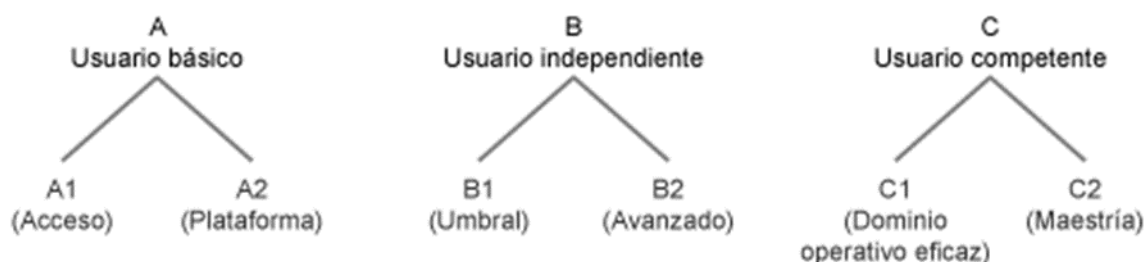 A
Usuario básico
A1
(Acceso)
A2
(Plataforma)
B
Usuario independiente
B1
(Umbral)
B2
(Avanzado)
C
Usuario competente
C1
(Dominio
operativo eficaz)
C2
(Maestría)